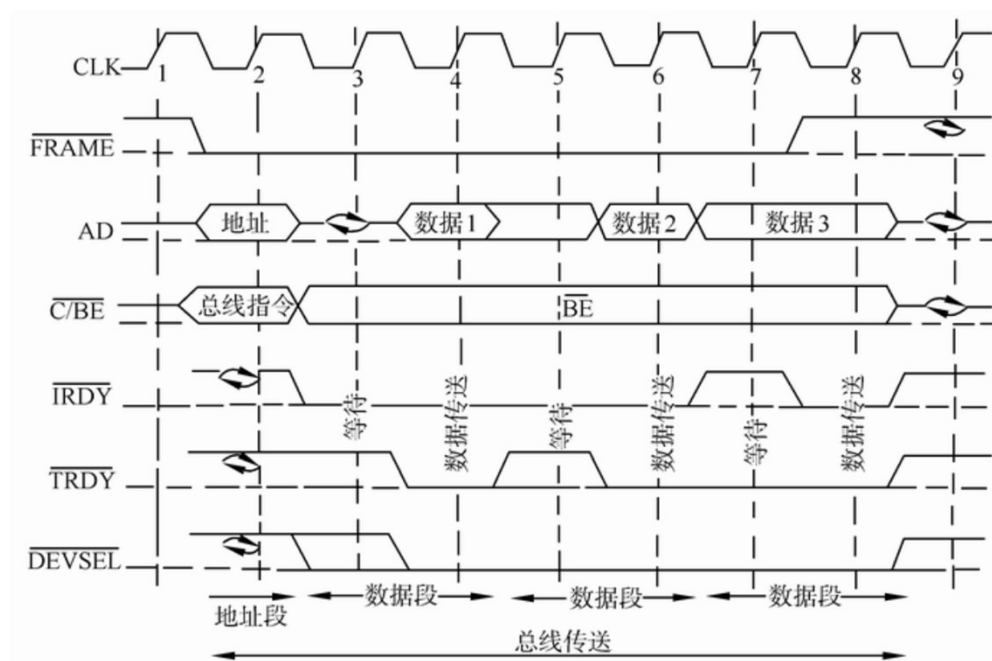 CLK
1 2 3 4 5 6 7 8 9
FRAME
AD 地址 数据1 数据2 数据3
C/BE 总线指令 BE
IRDY
等待 数据传送 等待 数据传送 等待 数据传送
TRDY
DEVSEL
地址段 数据段 数据段 数据段
总线传送